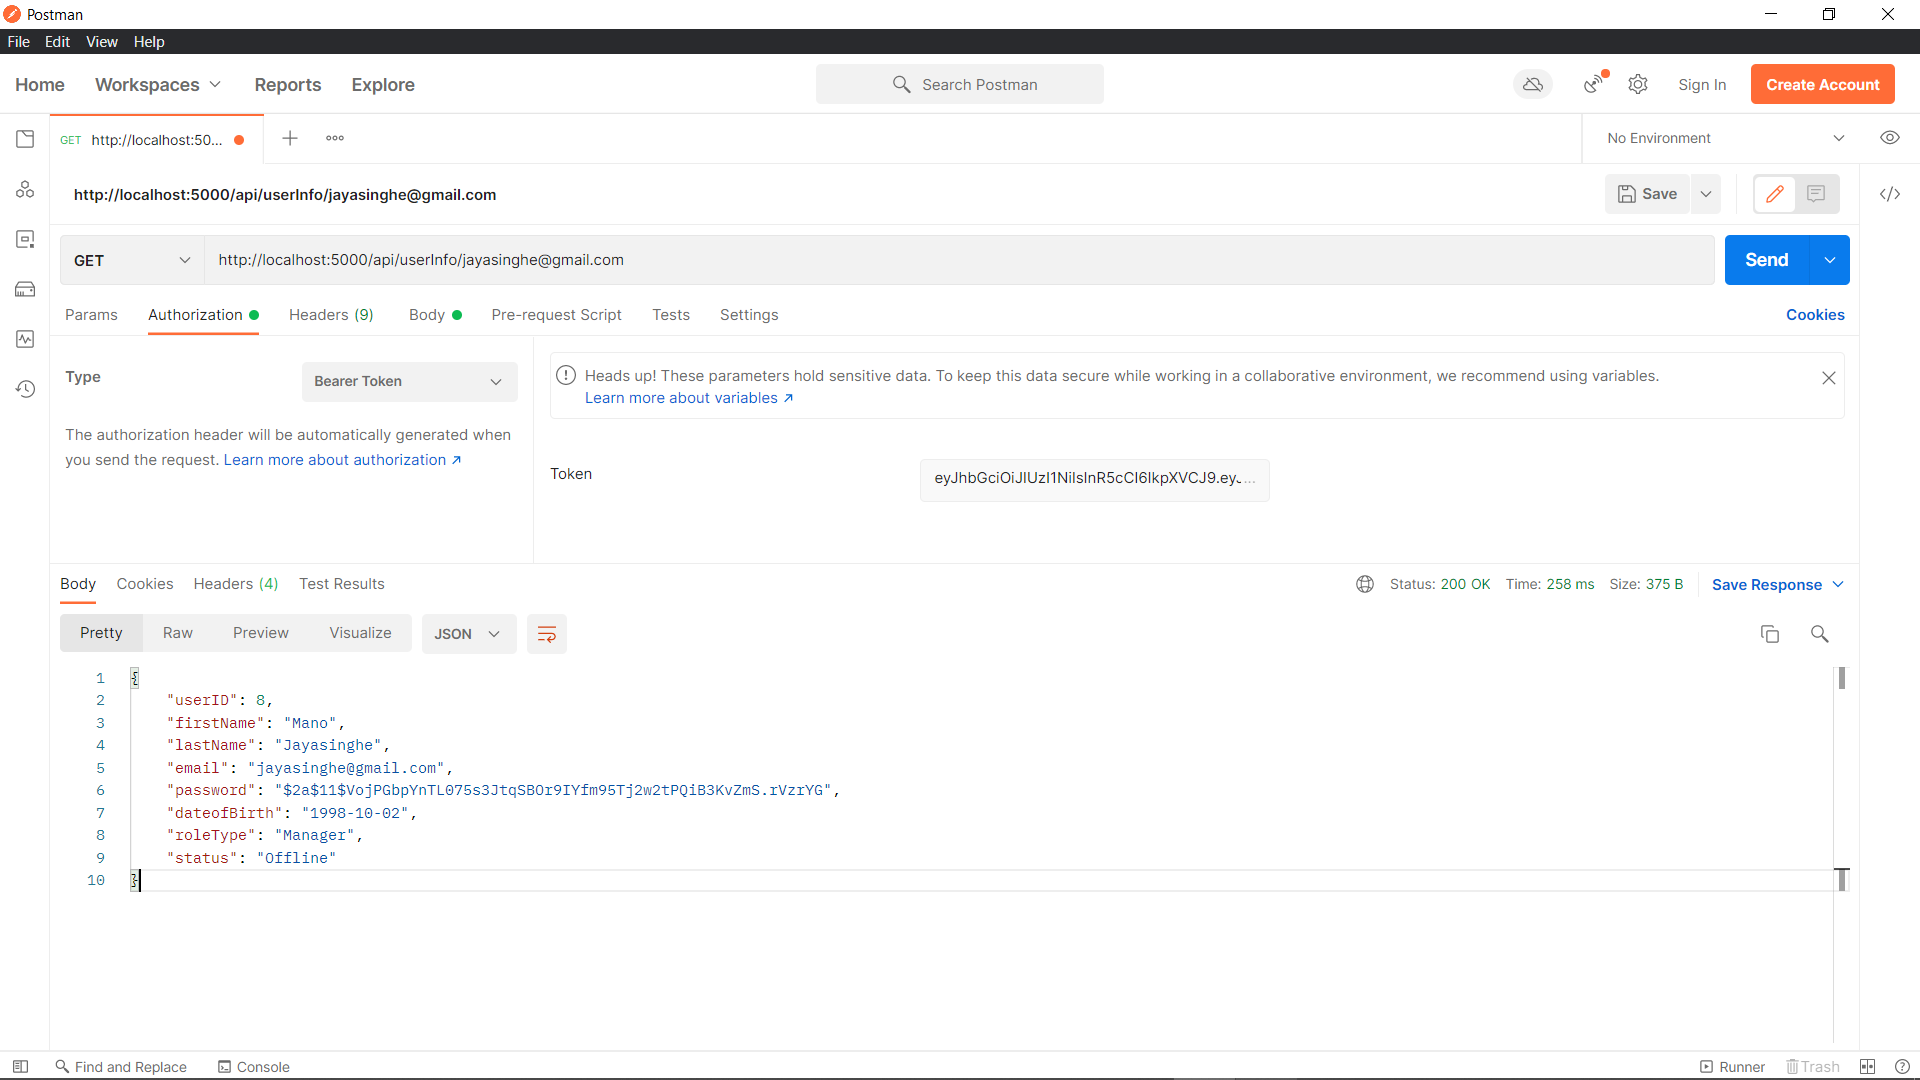 Postman
File Edit View Help
Home Workspaces Reports Explore
Search Postman
Sign In
Create Account
GET http://localhost:50...
No Environment
http://localhost:5000/api/userInfo/jayasinghe@gmail.com
Save
GET http://localhost:5000/api/userInfo/jayasinghe@gmail.com
Send
Params Authorization Headers (9) Body Pre-request Script Tests Settings
Cookies
Type
Bearer Token
The authorization header will be automatically generated when
you send the request. Learn more about authorization
Heads up! These parameters hold sensitive data. To keep this data secure while working in a collaborative environment, we recommend using variables.
Learn more about variables
Token
eyJhbGciOiJIUzI1NiIsInR5cCI6IkpXVCJ9.ey...
Body Cookies Headers (4) Test Results
Status: 200 OK Time: 258 ms Size: 375 B
Save Response
Pretty Raw Preview Visualize
JSON
1 {
2 "userID": 8,
3 "firstName": "Mano",
4 "lastName": "Jayasinghe",
5 "email": "jayasinghe@gmail.com",
6 "password": "$2a$11$VojPGbpYnTL075s3JtqSBOr9IYfm95Tj2w2tPQiB3KvZmS.rVzrYG",
7 "dateofBirth": "1998-10-02",
8 "roleType": "Manager",
9 "status": "Offline"
10 }
Find and Replace Console
Runner Trash